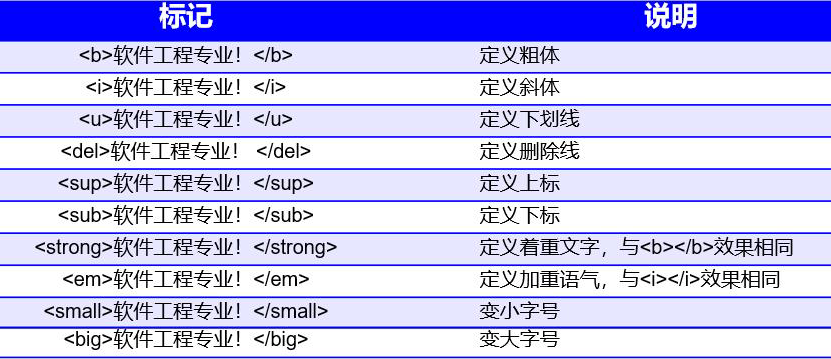 标记 说明
<b>软件工程专业！</b> 定义粗体
<i>软件工程专业！</i> 定义斜体
<u>软件工程专业！</u> 定义下划线
<del>软件工程专业！ </del> 定义删除线
<sup>软件工程专业！</sup> 定义上标
<sub>软件工程专业！</sub> 定义下标
<strong>软件工程专业！</strong> 定义着重文字，与<b></b>效果相同
<em>软件工程专业！</em> 定义加重语气，与<i></i>效果相同
<small>软件工程专业！</small> 变小字号
<big>软件工程专业！</big> 变大字号